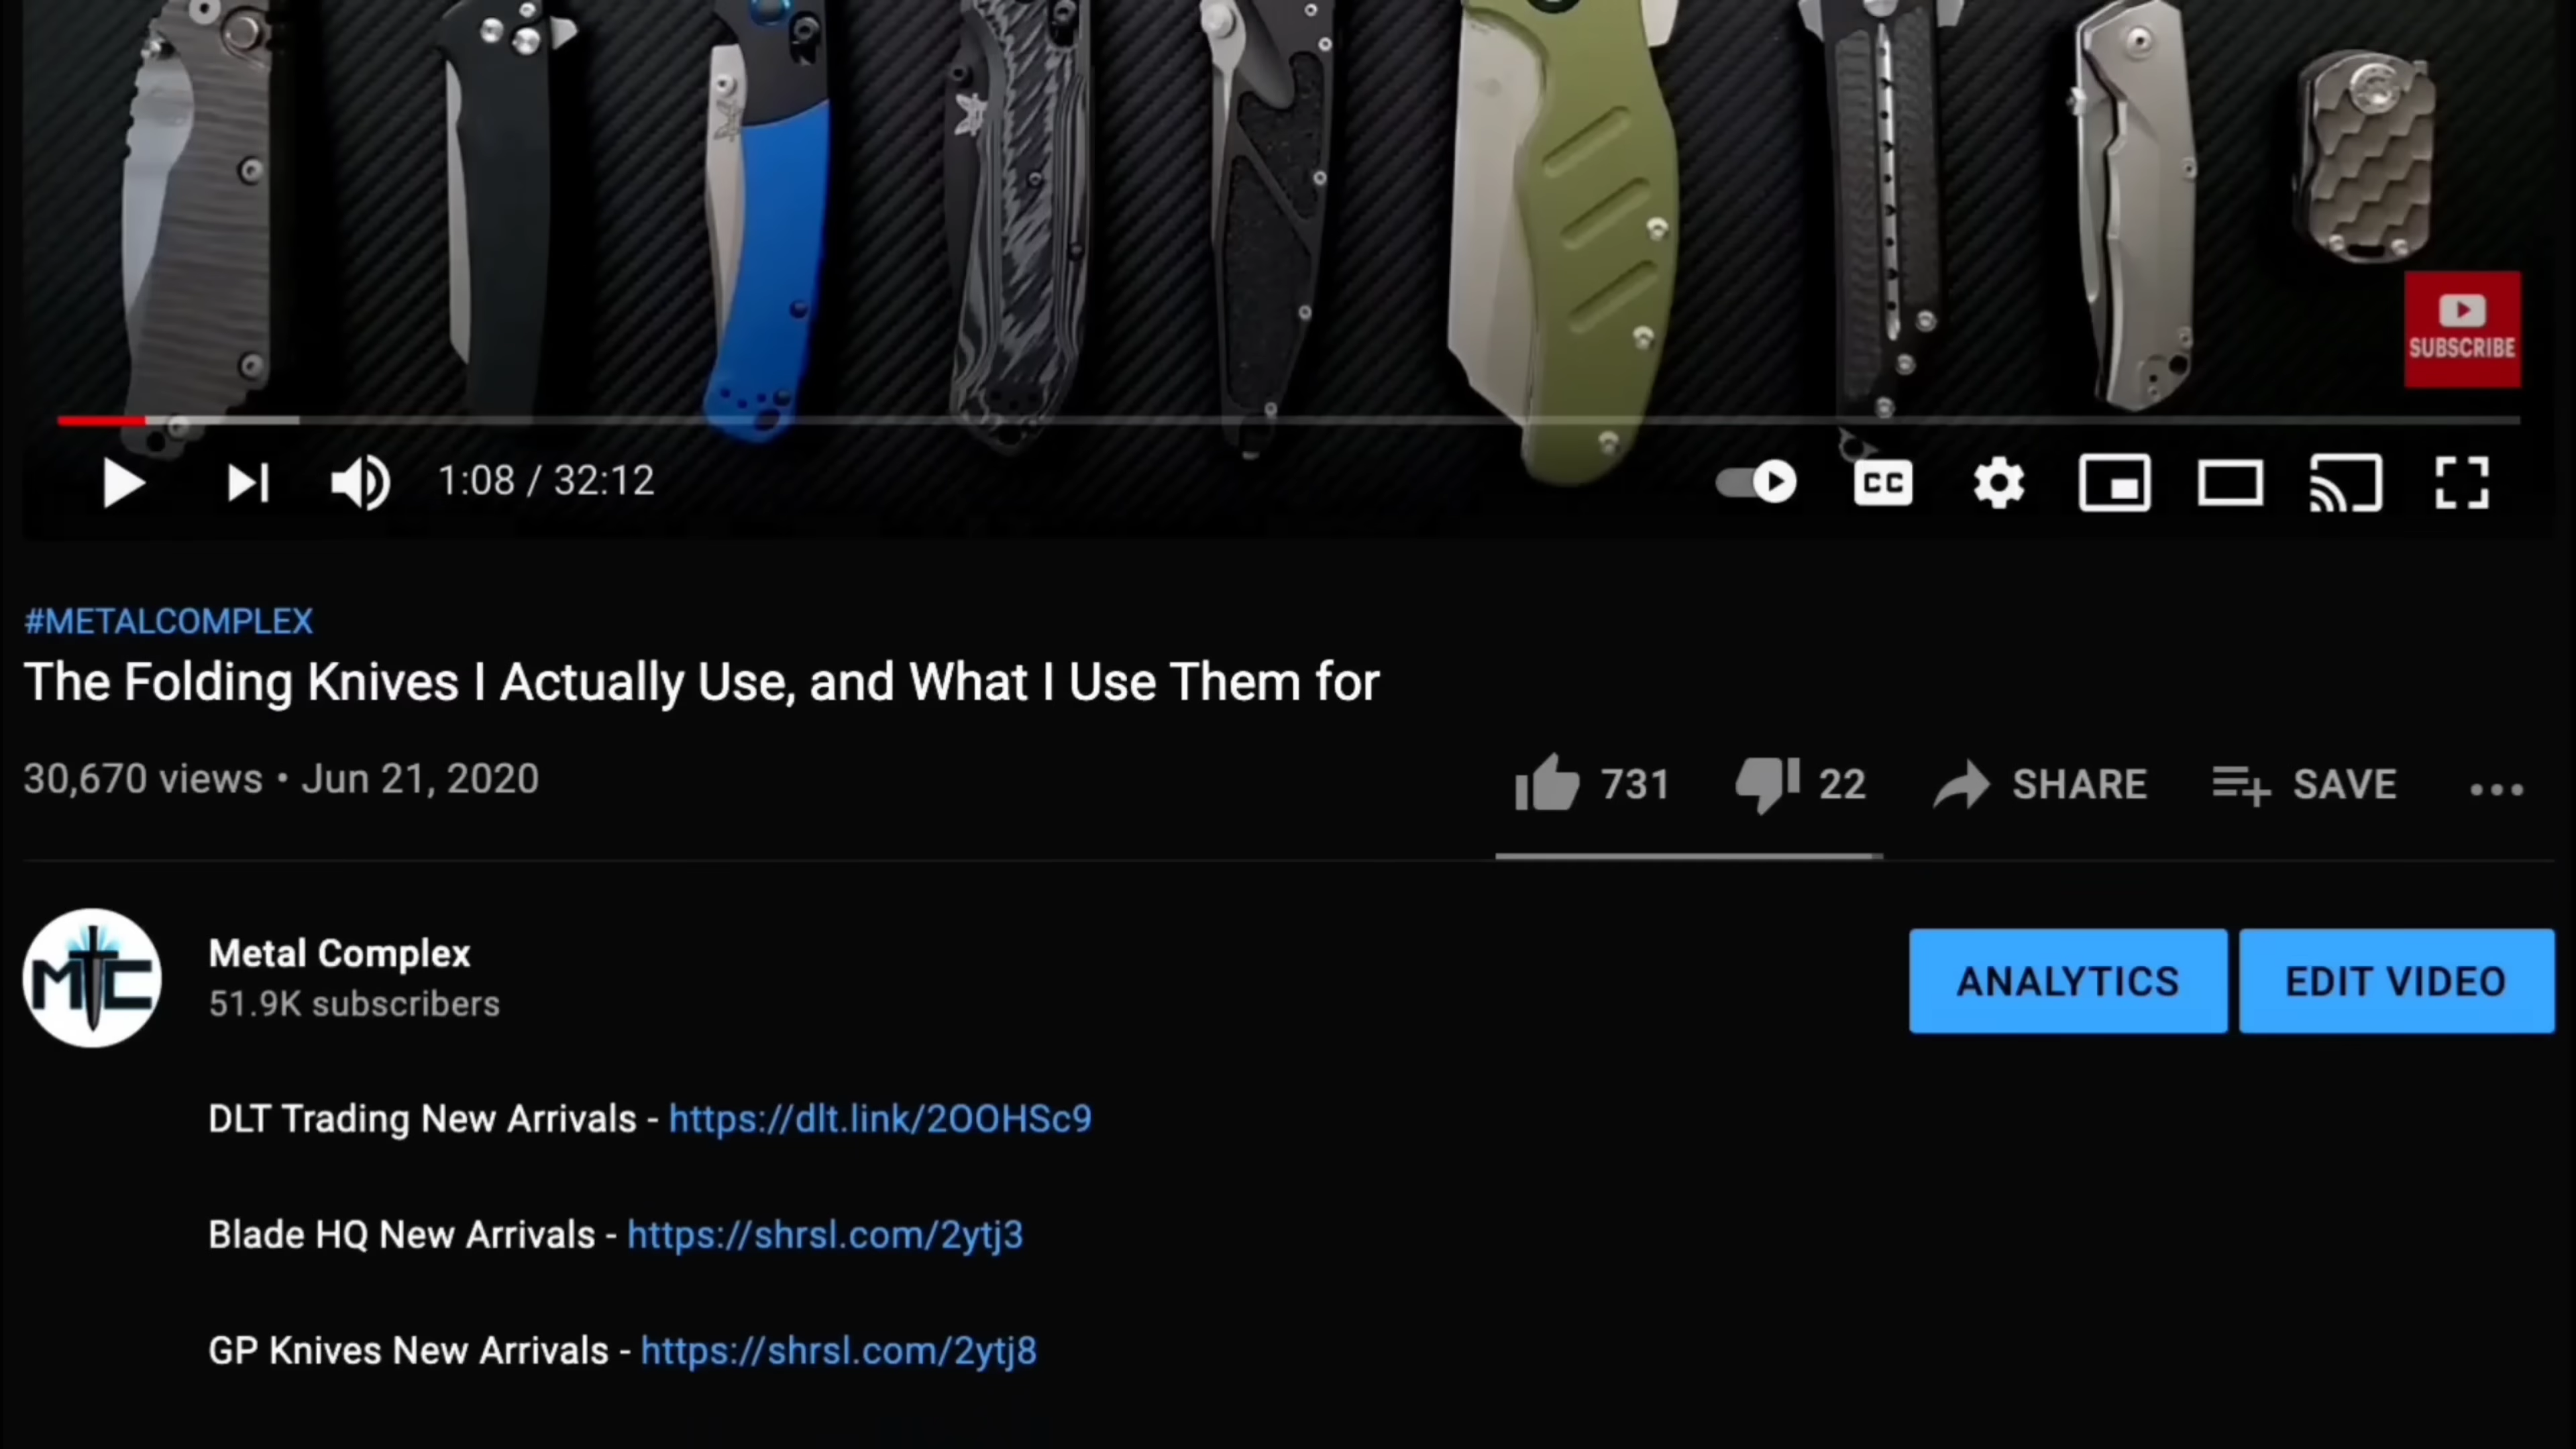 SUBSCRIBE
1:08 / 32:12
CC
#METALCOMPLEX
The Folding Knives I Actually Use, and What I Use Them for
30,670 views • Jun 21, 2020
731 22 SHARE SAVE
MTC
Metal Complex
51.9K subscribers
ANALYTICS EDIT VIDEO
DLT Trading New Arrivals - https://dlt.link/2OOHSc9
Blade HQ New Arrivals - https://shrsl.com/2ytj3
GP Knives New Arrivals - https://shrsl.com/2ytj8